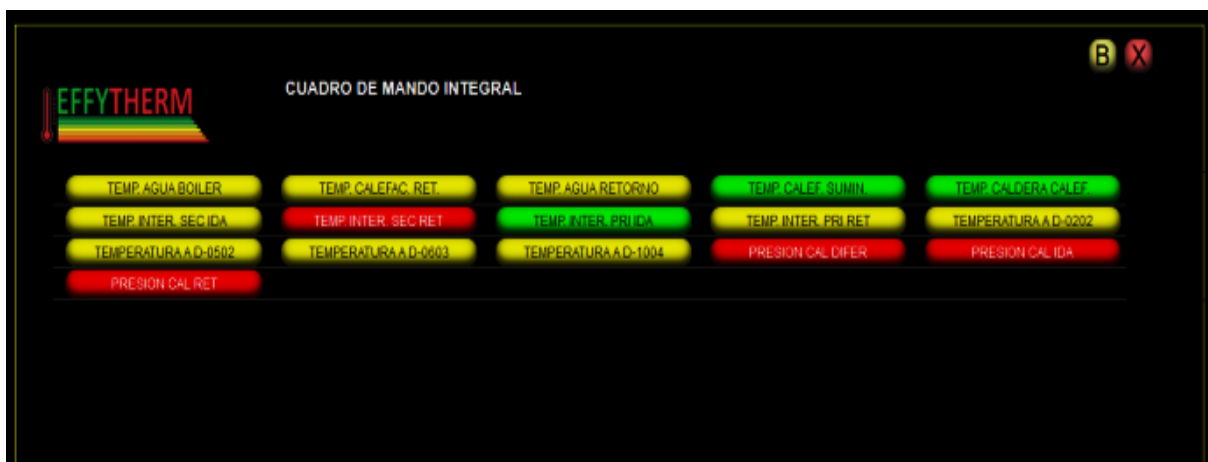 B X
EFFYTHERM
CUADRO DE MANDO INTEGRAL
TEMP. AGUA BOILER TEMP. CALEFAC. RET. TEMP. AGUA RETORNO TEMP. CALEF. SUMIN. TEMP. CALDERA CALEF.
TEMP. INTER. SEC IDA TEMP. INTER. SEC RET TEMP. INTER. PRI IDA TEMP. INTER. PRI RET TEMPERATURA A D-0202
TEMPERATURA A D-0502 TEMPERATURA A D-0603 TEMPERATURA A D-1004 PRESION CAL DIFER PRESION CAL IDA
PRESION CAL RET